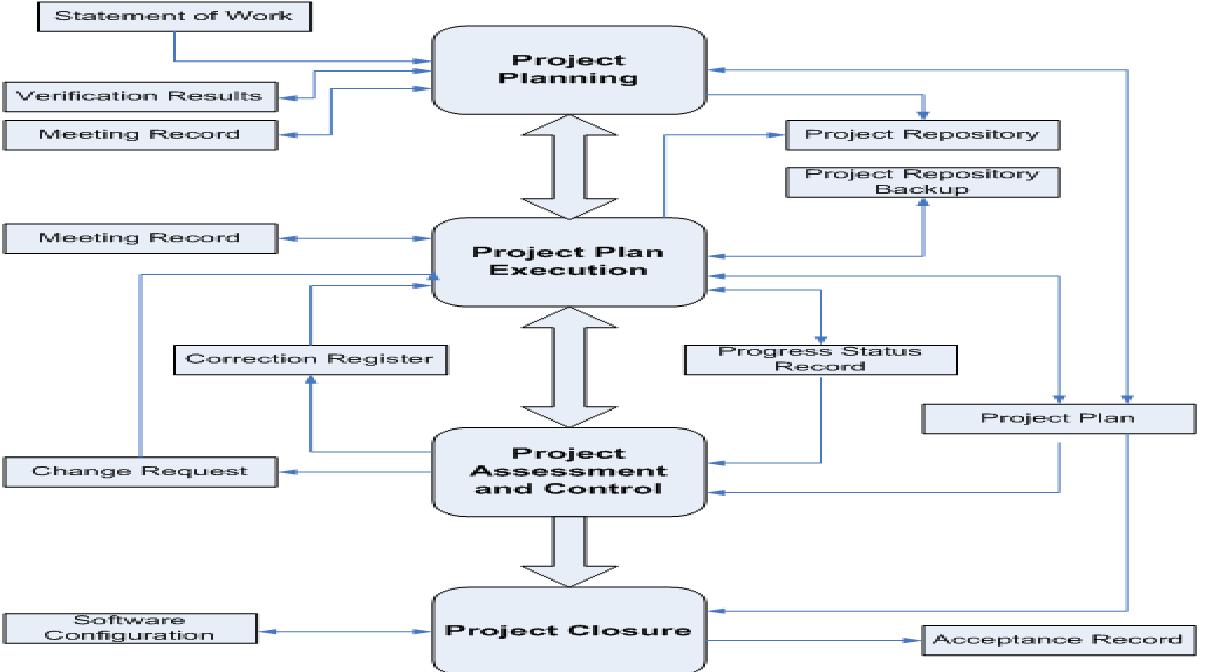 Statement of Work
Project
Planning
Verification Results
Meeting Record
Project Repository
Project Repository
Backup
Meeting Record
Project Plan
Execution
Correction Register
Progress Status
Record
Project Plan
Change Request
Project
Assessment
and Control
Software
Configuration
Project Closure
Acceptance Record